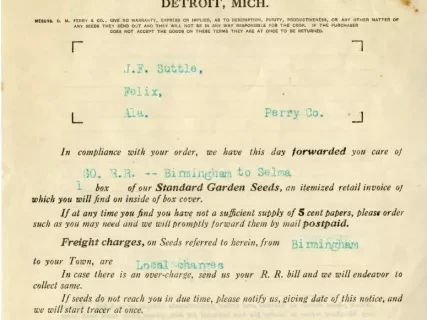 DETROIT, MICH.
MESSRS. D. M. FERRY & CO., GIVE NO WARRANTY, EXPRESS OR IMPLIED, AS TO DESCRIPTION, PURITY, PRODUCTIVENESS, OR ANY OTHER MATTER OF
ANY SEEDS THEY SEND OUT AND THEY WILL NOT BE IN ANY WAY RESPONSIBLE FOR THE CROP. IF THE PURCHASER
DOES NOT ACCEPT THE GOODS ON THESE TERMS THEY ARE AT ONCE TO BE RETURNED.
J.F. Suttle,
Felix,
Ala. Perry Co.
In compliance with your order, we have this day forwarded you care of
SO. R.R. -- Birmingham to Selma
1 box of our Standard Garden Seeds, an itemized retail invoice of
which you will find on inside of box cover.
If at any time you find you have not a sufficient supply of 5 cent papers, please order
such as you may need and we will promptly forward them by mail postpaid.
Freight charges, on Seeds referred to herein, from Birmingham
to your Town, are Local charges
In case there is an over-charge, send us your R. R. bill and we will endeavor to
collect same.
If seeds do not reach you in due time, please notify us, giving date of this notice, and
we will start tracer at once.